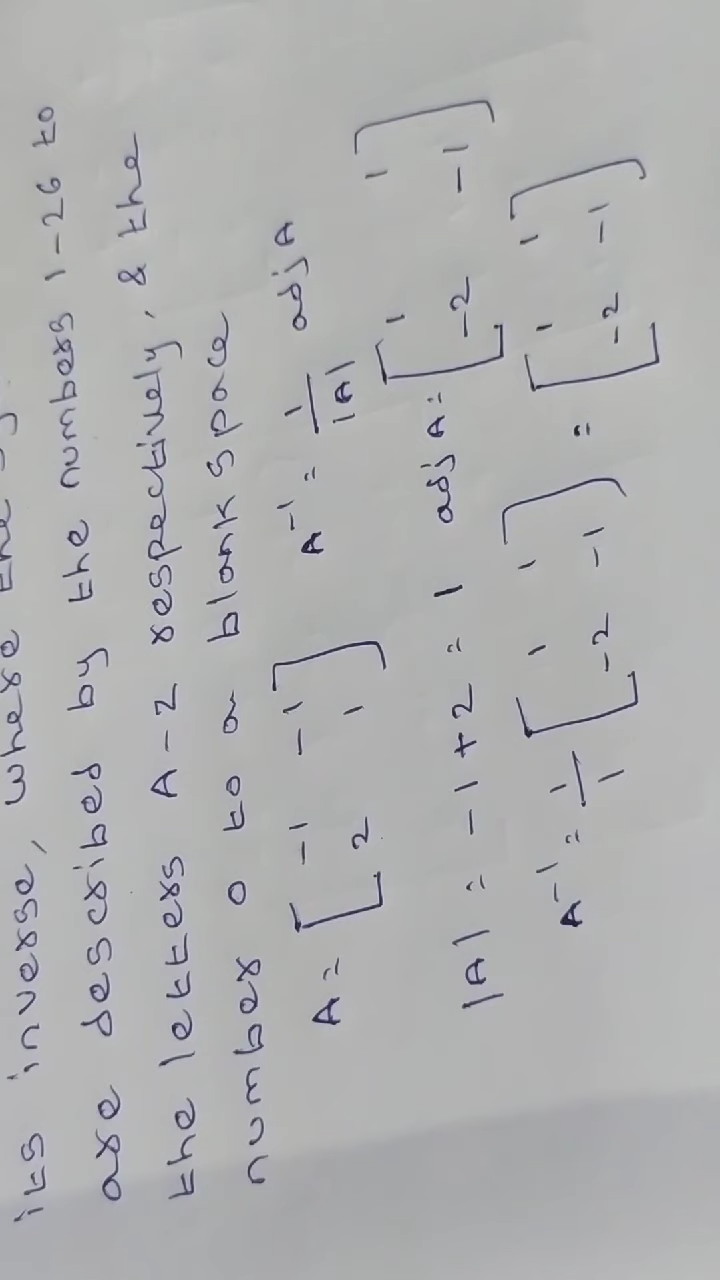 its inverse, where the
are described by the numbers 1-26 to
the letters A-Z respectively, & the
number 0 to a blank space
A = [-1 -1
2 1] A⁻¹ = 1/|A| adj A
|A| = -1+2 = 1 adj A = [1 1
-2 -1]
A⁻¹ = 1/1 [1 1
-2 -1] = [1 1
-2 -1]